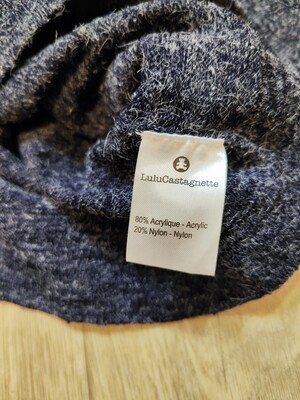 LuluCastagnette
80% Acrylique - Acrylic
20% Nylon - Nylon